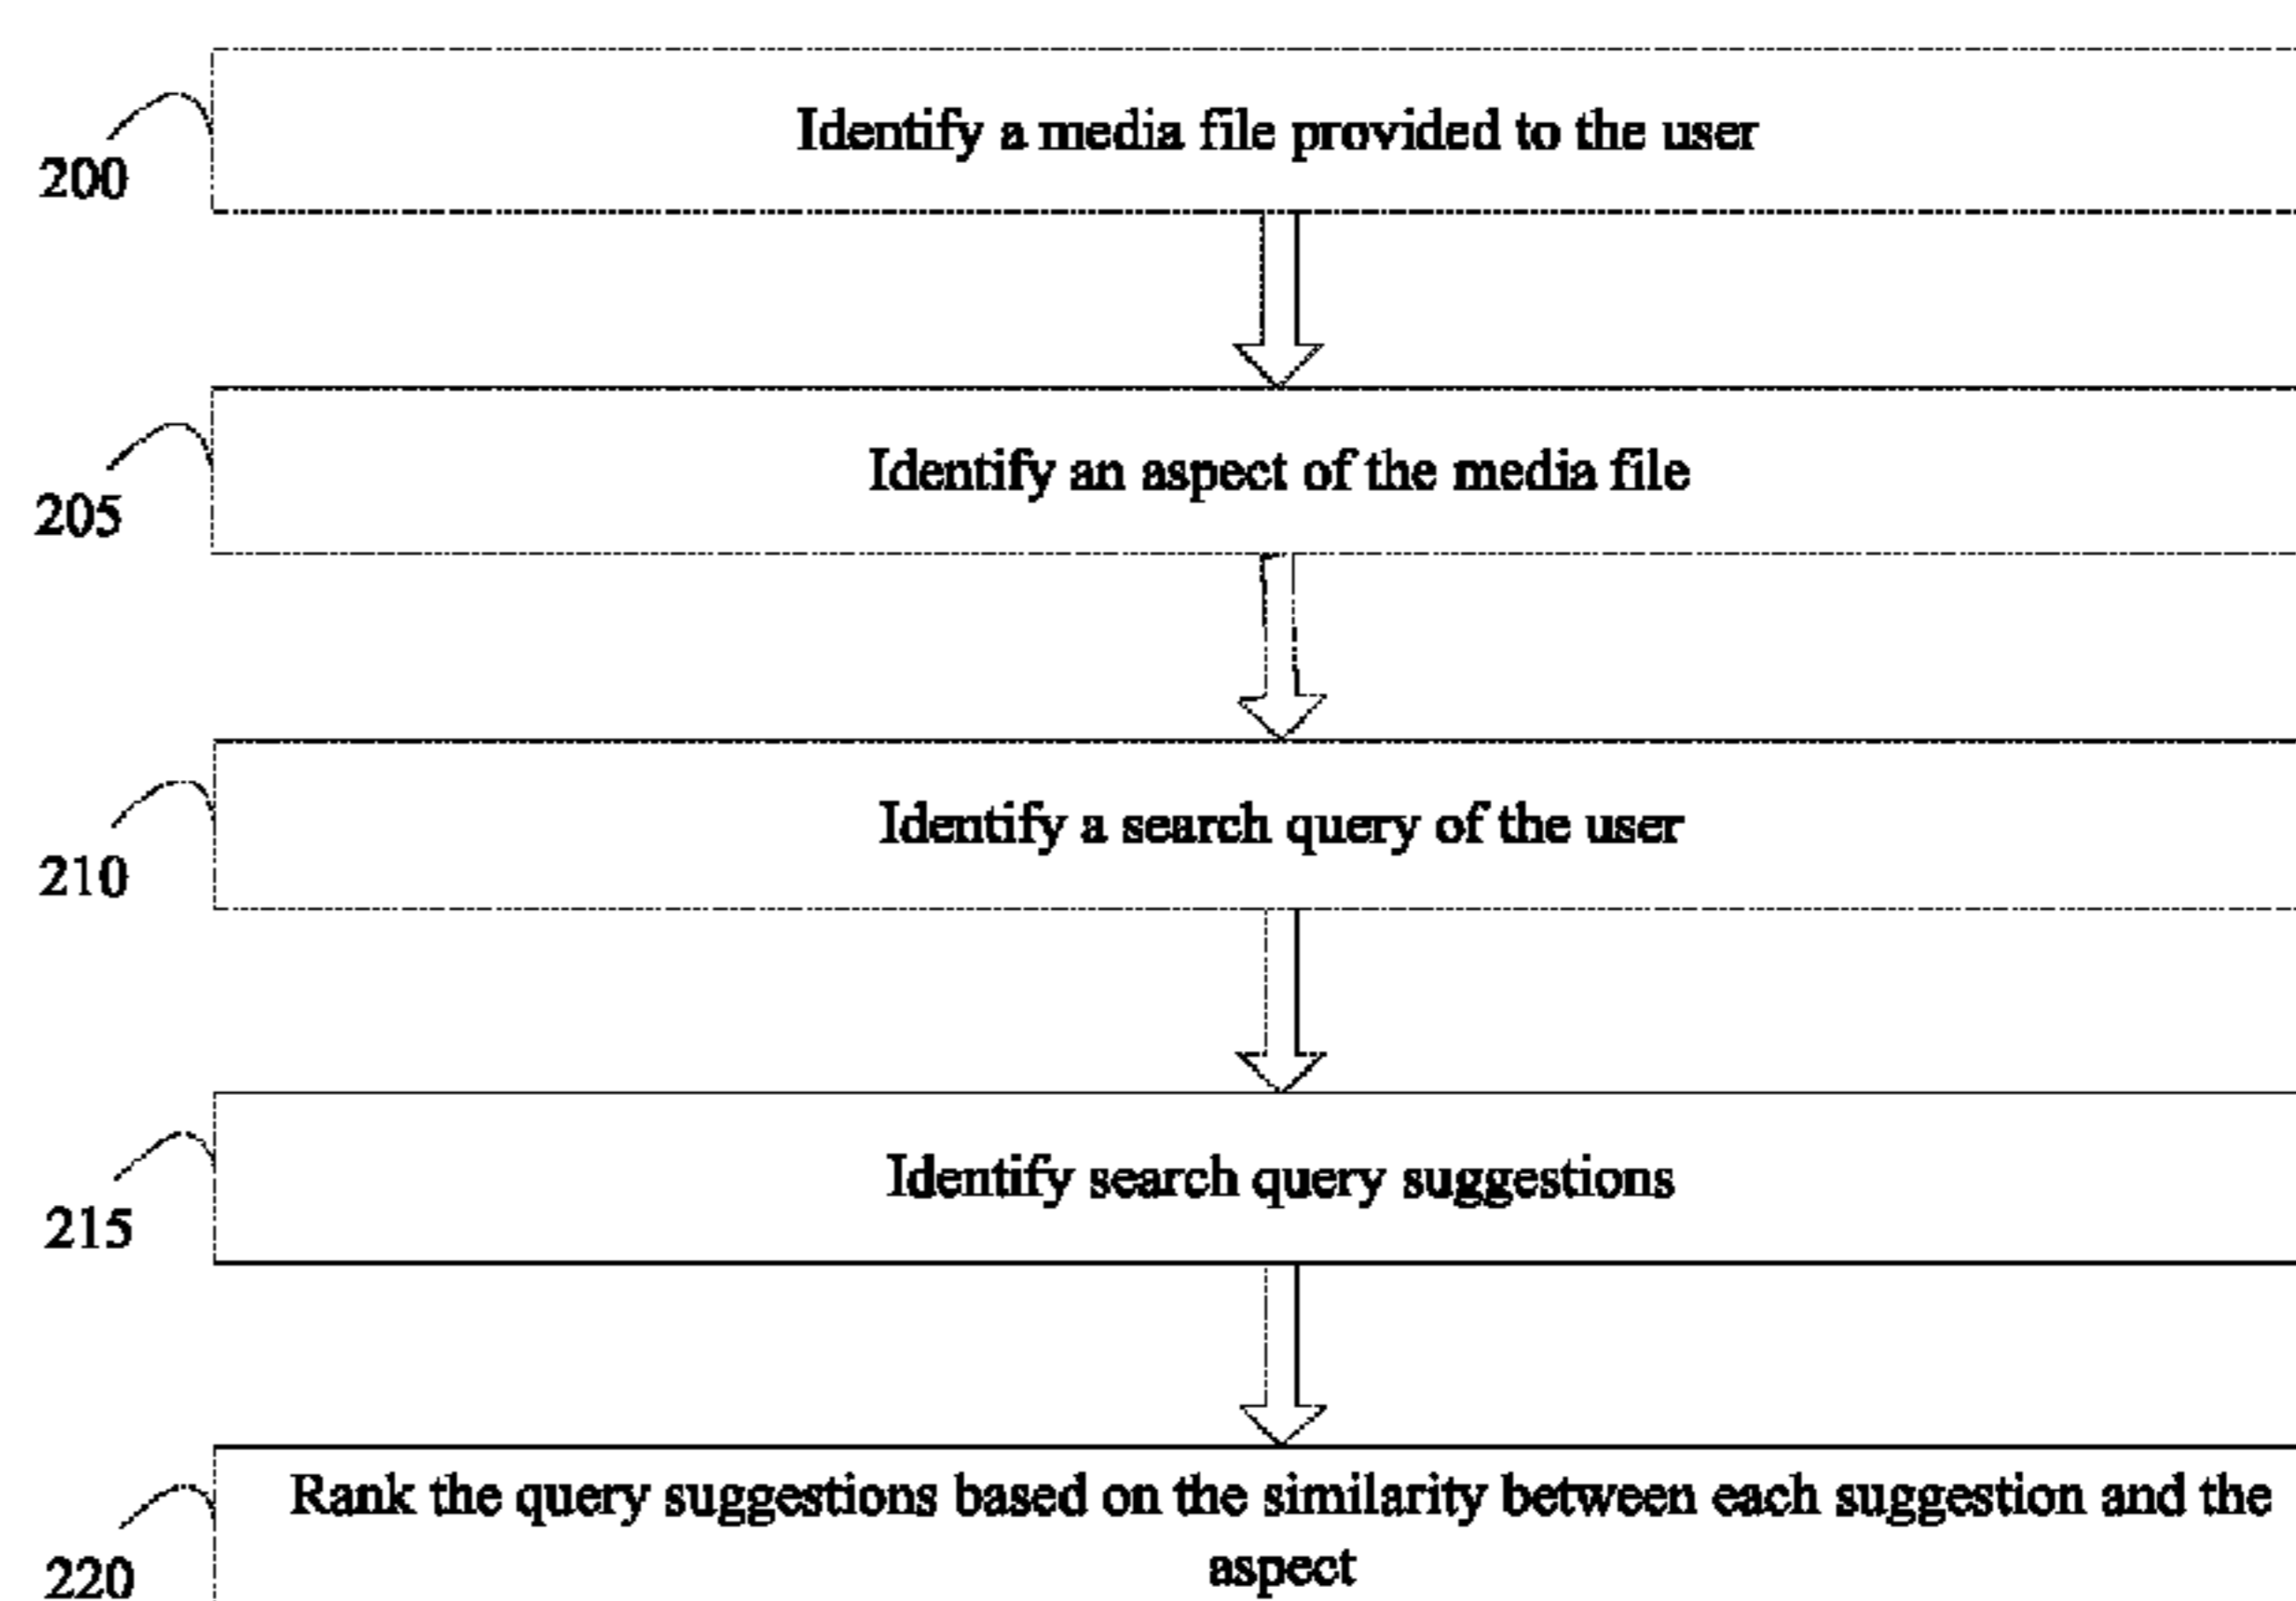 Identify a media file provided to the user
200
Identify an aspect of the media file
205
Identify a search query of the user
210
Identify search query suggestions
215
Rank the query suggestions based on the similarity between each suggestion and the
aspect
220